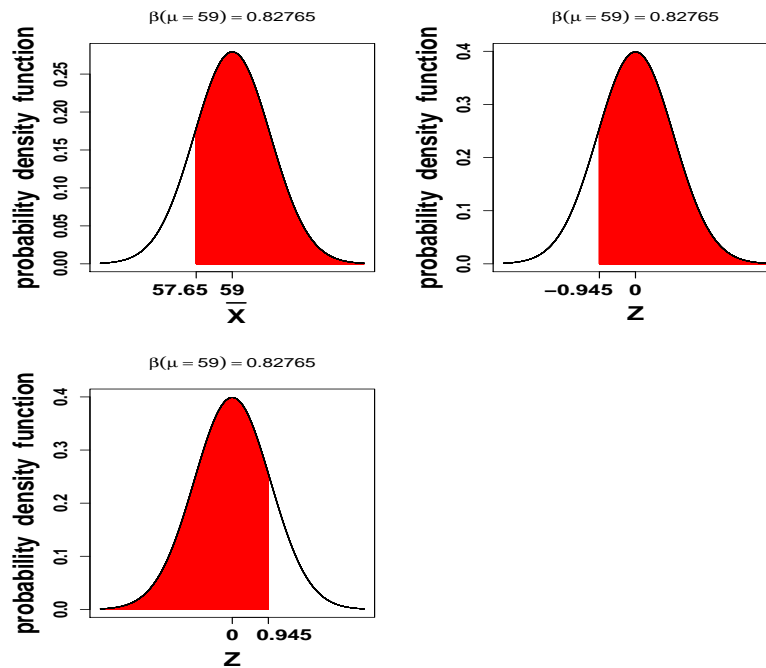 β(μ = 59) = 0.82765
probability density function
0.00 0.05 0.10 0.15 0.20 0.25
57.65 59
X̅
β(μ = 59) = 0.82765
probability density function
0.0 0.1 0.2 0.3 0.4
−0.945 0
Z
β(μ = 59) = 0.82765
probability density function
0.0 0.1 0.2 0.3 0.4
0 0.945
Z